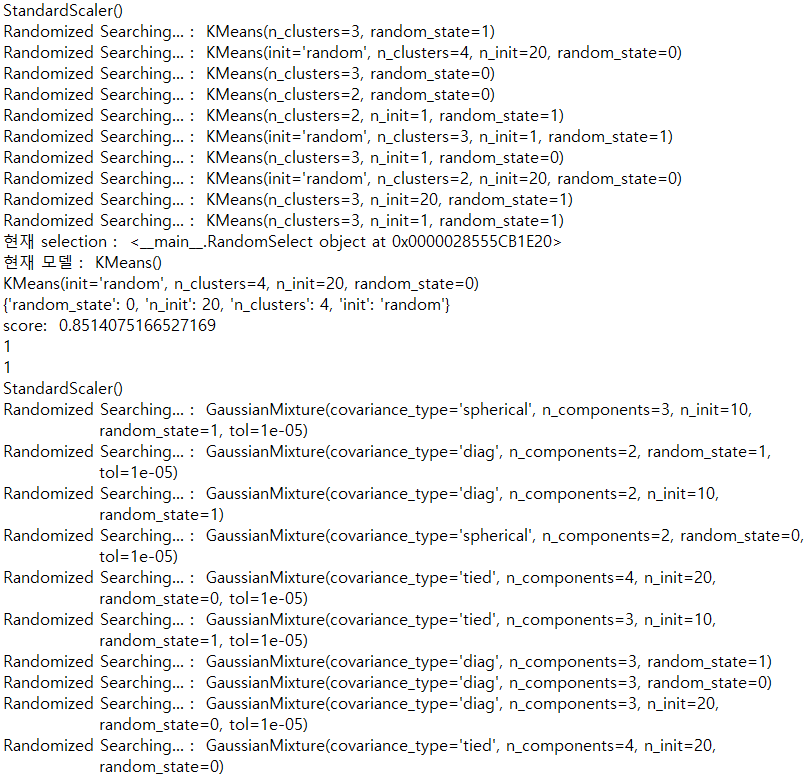 StandardScaler()
Randomized Searching... :  KMeans(n_clusters=3, random_state=1)
Randomized Searching... :  KMeans(init='random', n_clusters=4, n_init=20, random_state=0)
Randomized Searching... :  KMeans(n_clusters=3, random_state=0)
Randomized Searching... :  KMeans(n_clusters=2, random_state=0)
Randomized Searching... :  KMeans(n_clusters=2, n_init=1, random_state=1)
Randomized Searching... :  KMeans(init='random', n_clusters=3, n_init=1, random_state=1)
Randomized Searching... :  KMeans(n_clusters=3, n_init=1, random_state=0)
Randomized Searching... :  KMeans(init='random', n_clusters=2, n_init=20, random_state=0)
Randomized Searching... :  KMeans(n_clusters=3, n_init=20, random_state=1)
Randomized Searching... :  KMeans(n_clusters=3, n_init=1, random_state=1)
현재 selection :  <__main__.RandomSelect object at 0x0000028555CB1E20>
현재 모델 :  KMeans()
KMeans(init='random', n_clusters=4, n_init=20, random_state=0)
{'random_state': 0, 'n_init': 20, 'n_clusters': 4, 'init': 'random'}
score:  0.8514075166527169
1
1
StandardScaler()
Randomized Searching... :  GaussianMixture(covariance_type='spherical', n_components=3, n_init=10,
random_state=1, tol=1e-05)
Randomized Searching... :  GaussianMixture(covariance_type='diag', n_components=2, random_state=1,
tol=1e-05)
Randomized Searching... :  GaussianMixture(covariance_type='diag', n_components=2, n_init=10,
random_state=1)
Randomized Searching... :  GaussianMixture(covariance_type='spherical', n_components=2, random_state=0,
tol=1e-05)
Randomized Searching... :  GaussianMixture(covariance_type='tied', n_components=4, n_init=20,
random_state=0, tol=1e-05)
Randomized Searching... :  GaussianMixture(covariance_type='tied', n_components=3, n_init=10,
random_state=1, tol=1e-05)
Randomized Searching... :  GaussianMixture(covariance_type='diag', n_components=3, random_state=1)
Randomized Searching... :  GaussianMixture(covariance_type='diag', n_components=3, random_state=0)
Randomized Searching... :  GaussianMixture(covariance_type='diag', n_components=3, n_init=20,
random_state=0, tol=1e-05)
Randomized Searching... :  GaussianMixture(covariance_type='tied', n_components=4, n_init=20,
random_state=0)